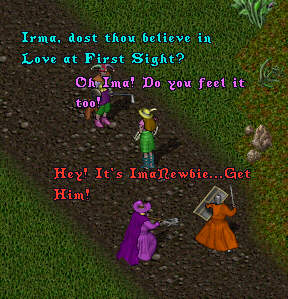 Irma, dost thou believe in
Love at First Sight?
Oh Ima! Do you feel it
too!
Hey! It's ImaNewbie...Get
Him!